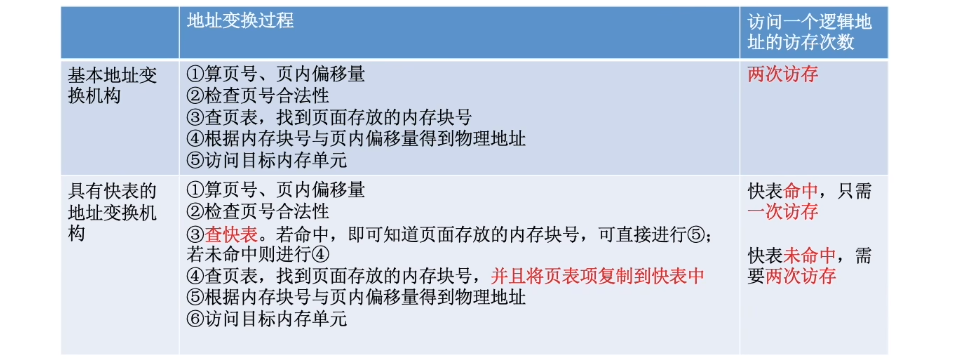 地址变换过程
访问一个逻辑地
址的访存次数
基本地址变
换机构
①算页号、页内偏移量
②检查页号合法性
③查页表，找到页面存放的内存块号
④根据内存块号与页内偏移量得到物理地址
⑤访问目标内存单元
两次访存
具有快表的
地址变换机
构
①算页号、页内偏移量
②检查页号合法性
③查快表。若命中，即可知道页面存放的内存块号，可直接进行⑤；
若未命中则进行④
④查页表，找到页面存放的内存块号，并且将页表项复制到快表中
⑤根据内存块号与页内偏移量得到物理地址
⑥访问目标内存单元
快表命中，只需
一次访存
快表未命中，需
要两次访存